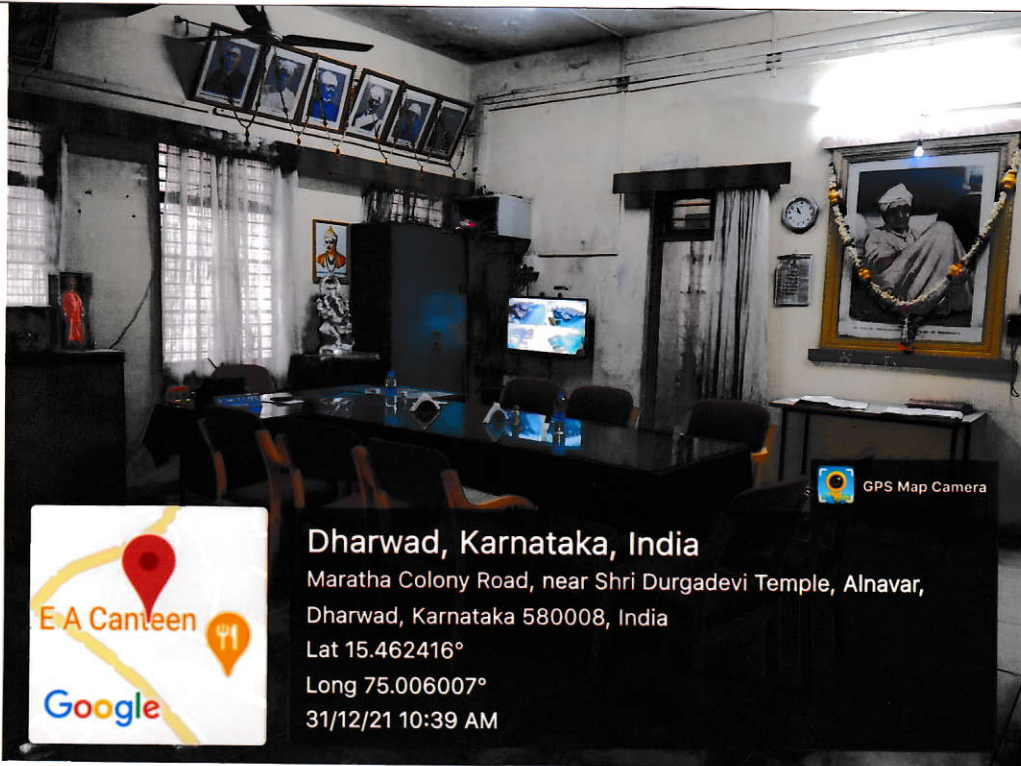 GPS Map Camera
Dharwad, Karnataka, India
Maratha Colony Road, near Shri Durgadevi Temple, Alnavar,
Dharwad, Karnataka 580008, India
Lat 15.462416°
Long 75.006007°
31/12/21 10:39 AM
E A Canteen
Google